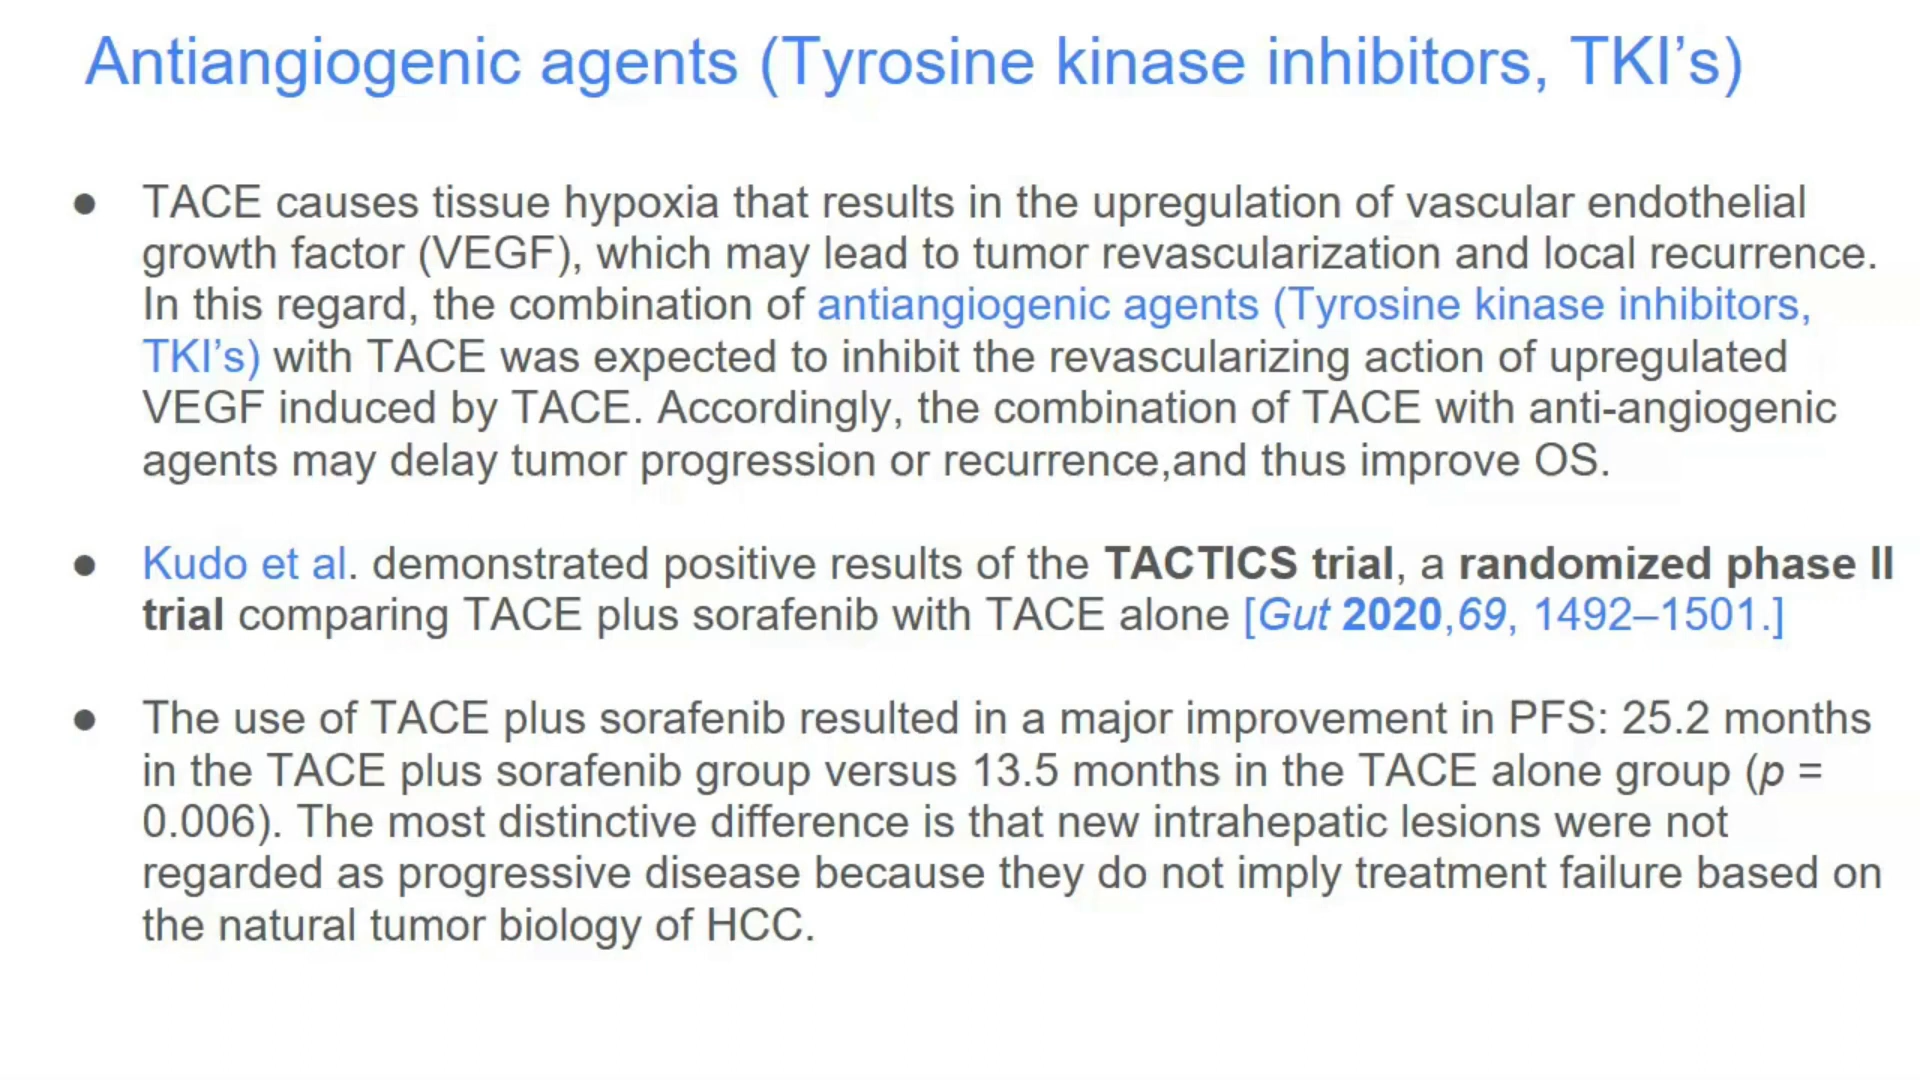 Antiangiogenic agents (Tyrosine kinase inhibitors, TKI’s)
● TACE causes tissue hypoxia that results in the upregulation of vascular endothelial
growth factor (VEGF), which may lead to tumor revascularization and local recurrence.
In this regard, the combination of antiangiogenic agents (Tyrosine kinase inhibitors,
TKI’s) with TACE was expected to inhibit the revascularizing action of upregulated
VEGF induced by TACE. Accordingly, the combination of TACE with anti-angiogenic
agents may delay tumor progression or recurrence,and thus improve OS.
● Kudo et al. demonstrated positive results of the TACTICS trial, a randomized phase II
trial comparing TACE plus sorafenib with TACE alone [Gut 2020,69, 1492–1501.]
● The use of TACE plus sorafenib resulted in a major improvement in PFS: 25.2 months
in the TACE plus sorafenib group versus 13.5 months in the TACE alone group (p =
0.006). The most distinctive difference is that new intrahepatic lesions were not
regarded as progressive disease because they do not imply treatment failure based on
the natural tumor biology of HCC.